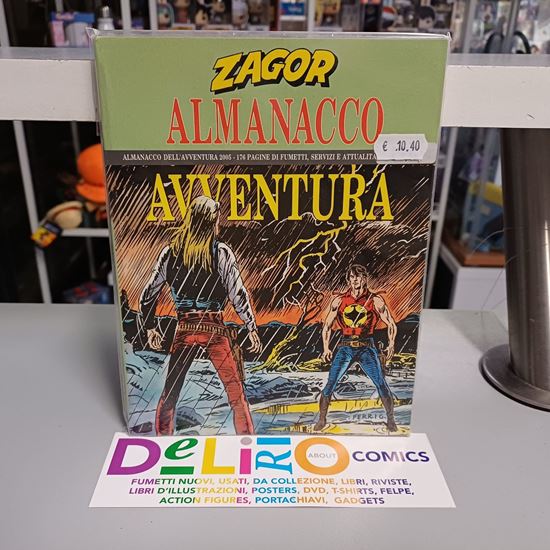 ZAGOR
ALMANACCO
€ 10.40
ALMANACCO DELL'AVVENTURA 2005 - 176 PAGINE DI FUMETTI, SERVIZI E ATTUALITA
AVVENTURA
FERRI
DeLiRiO ABOUT COMICS
FUMETTI NUOVI, USATI, DA COLLEZIONE, LIBRI, RIVISTE,
LIBRI D'ILLUSTRAZIONI, POSTERS, DVD, T-SHIRTS, FELPE,
ACTION FIGURES, PORTACHIAVI, GADGETS